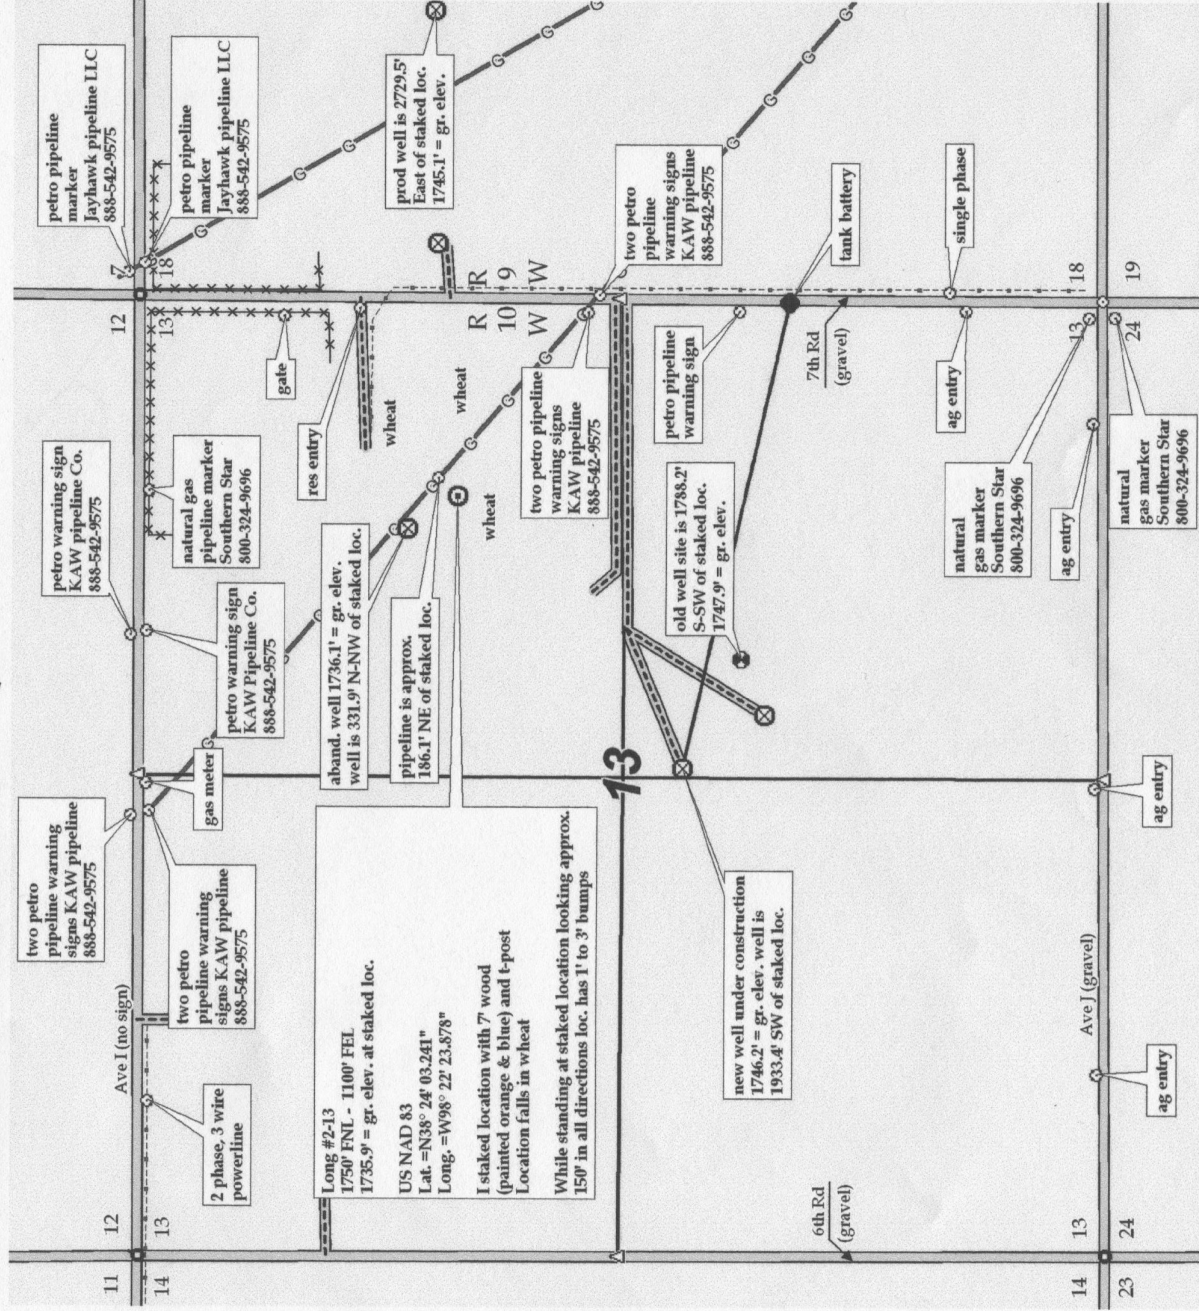 11
12
14
13
Ave I (no sign)
2 phase, 3 wire
powerline
two petro
pipeline warning
signs KAW pipeline
888-542-9575
two petro
pipeline warning
signs KAW pipeline
888-542-9575
gas meter
petro warning sign
KAW pipeline Co.
888-542-9575
petro warning sign
KAW Pipeline Co.
888-542-9575
natural gas
pipeline marker
Southern Star
800-324-9696
petro pipeline
marker
Jayhawk pipeline LLC
888-542-9575
petro pipeline
marker
Jayhawk pipeline LLC
888-542-9575
12
7
13
18
gate
res entry
wheat
wheat
wheat
R
R
10
9
W
W
prod well is 2729.5'
East of staked loc.
1745.1' = gr. elev.
aband. well 1736.1' = gr. elev.
well is 331.9' N-NW of staked loc.
pipeline is approx.
186.1' NE of staked loc.
Long #2-13
1750' FNL - 1100' FEL
1735.9' = gr. elev. at staked loc.
US NAD 83
Lat. =N38° 24' 03.241"
Long. =W98° 22' 23.878"
I staked location with 7' wood
(painted orange & blue) and t-post
Location falls in wheat
While standing at staked location looking approx.
150' in all directions loc. has 1' to 3' bumps
13
two petro pipeline
warning signs
KAW pipeline
888-542-9575
two petro
pipeline
warning signs
KAW pipeline
888-542-9575
petro pipeline
warning sign
old well site is 1788.2'
S-SW of staked loc.
1747.9' = gr. elev.
new well under construction
1746.2' = gr. elev. well is
1933.4' SW of staked loc.
tank battery
7th Rd
(gravel)
6th Rd
(gravel)
single phase
ag entry
natural
gas marker
Southern Star
800-324-9696
ag entry
Ave J (gravel)
14
13
13
18
23
24
24
19
ag entry
ag entry
natural
gas marker
Southern Star
800-324-9696